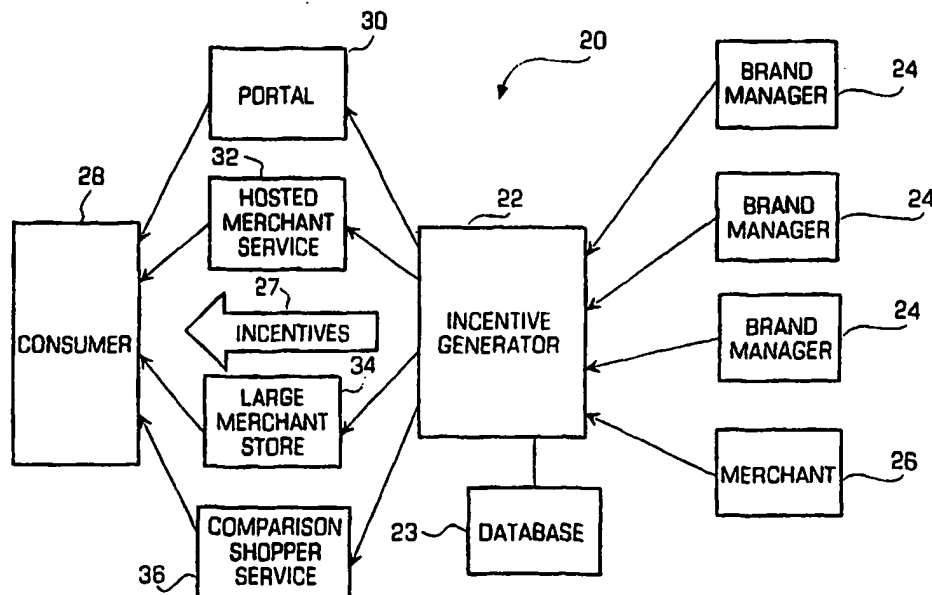 30
20
PORTAL
BRAND
MANAGER
24
32
28
HOSTED
MERCHANT
SERVICE
22
BRAND
MANAGER
24
27
INCENTIVES
CONSUMER
INCENTIVE
GENERATOR
BRAND
MANAGER
24
34
LARGE
MERCHANT
STORE
MERCHANT
26
COMPARISON
SHOPPER
SERVICE
36
23
DATABASE